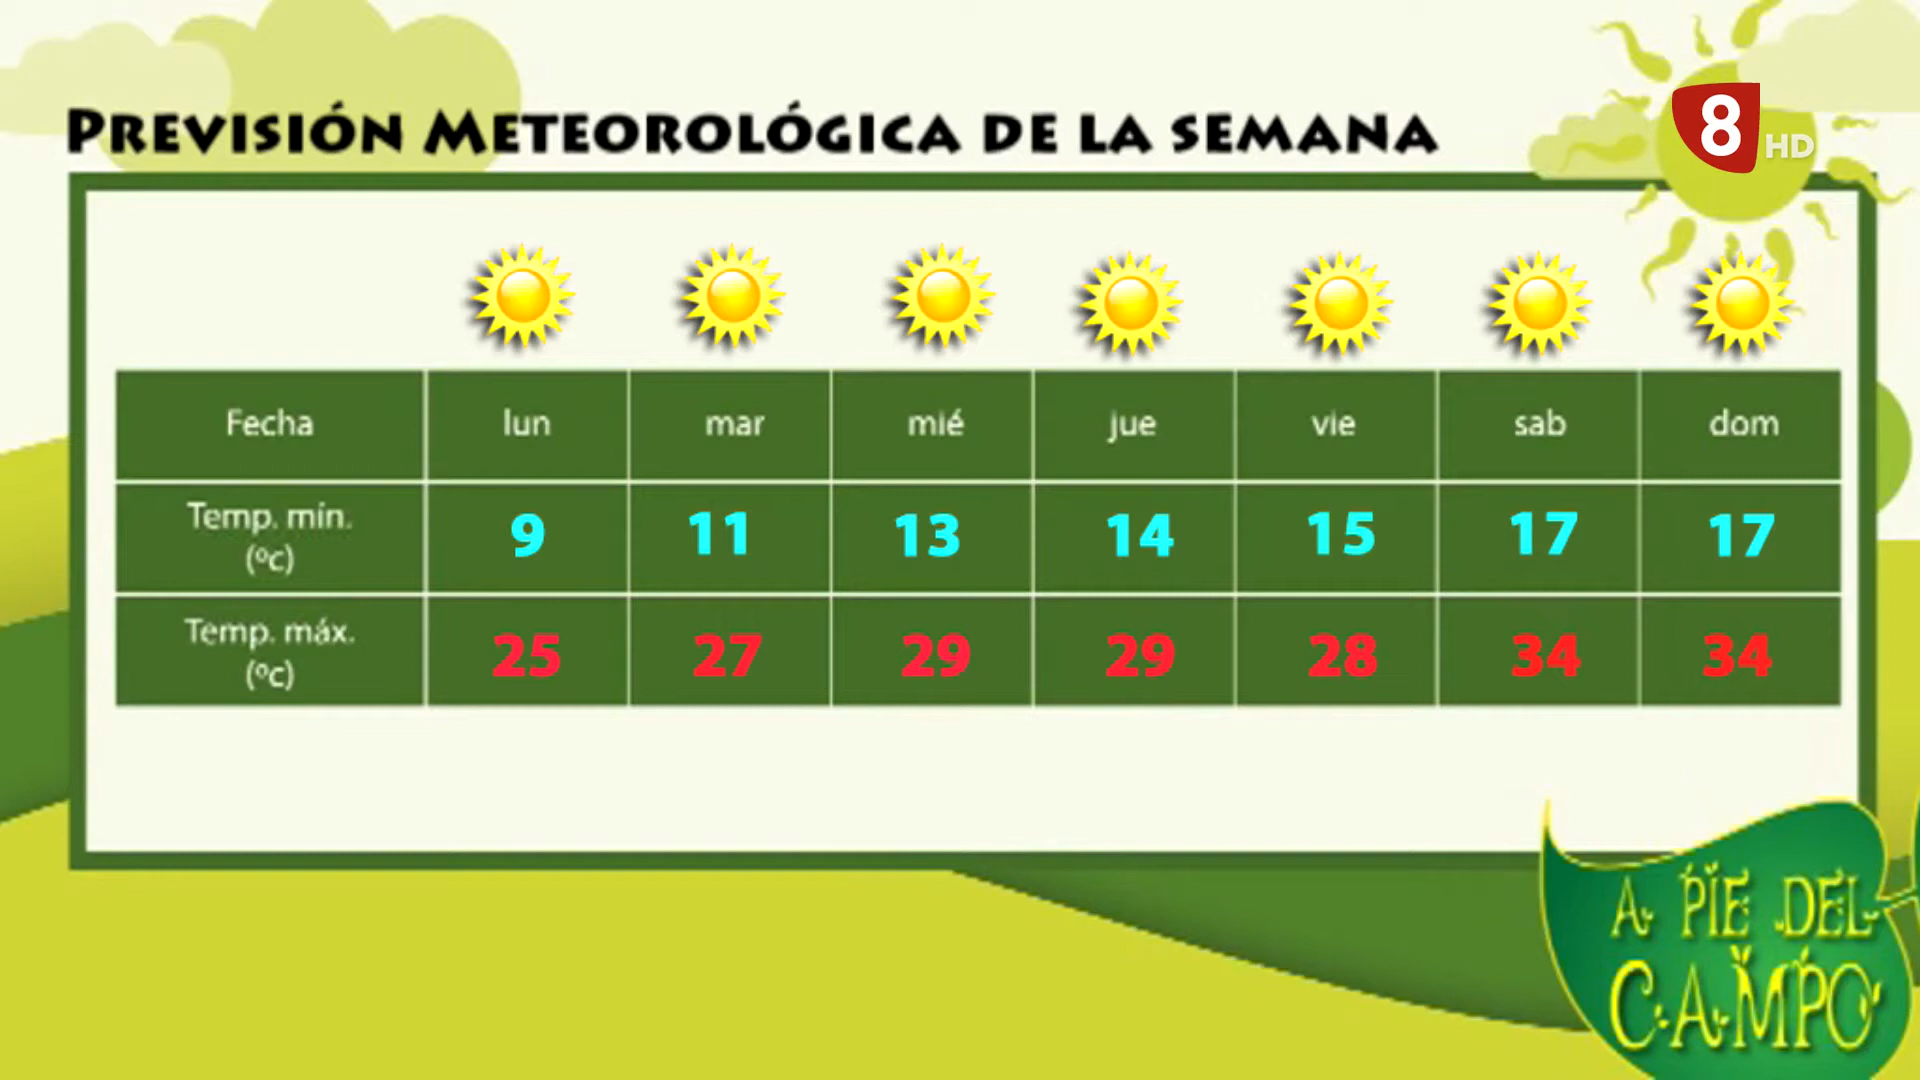 Previsión Meteorológica de la semana
8 HD
Fecha lun mar mié jue vie sab dom
Temp. min. (ºc) 9 11 13 14 15 17 17
Temp. máx. (ºc) 25 27 29 29 28 34 34
A PIE DEL
CAMPO